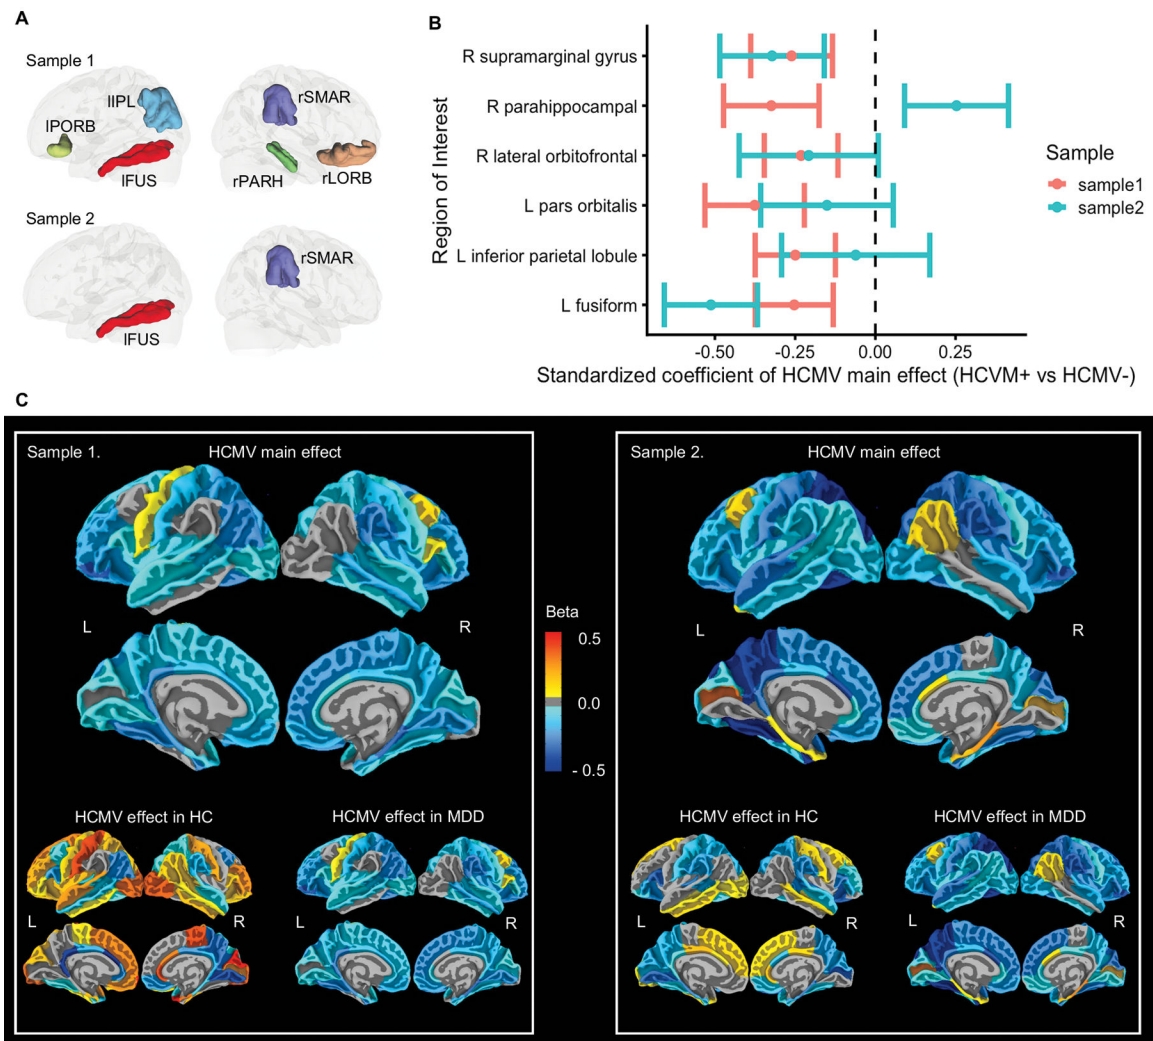 A
Sample 1
lIPL
lPORB
lFUS
rSMAR
rPARH
rLORB
Sample 2
lFUS
rSMAR
B
Region of Interest
R supramarginal gyrus
R parahippocampal
R lateral orbitofrontal
L pars orbitalis
L inferior parietal lobule
L fusiform
-0.50
-0.25
0.00
0.25
Standardized coefficient of HCMV main effect (HCVM+ vs HCMV-)
Sample
sample1
sample2
C
Sample 1.
HCMV main effect
L
R
HCMV effect in HC
HCMV effect in MDD
L
R
L
R
Beta
0.5
0.0
- 0.5
Sample 2.
HCMV main effect
L
R
HCMV effect in HC
HCMV effect in MDD
L
R
L
R